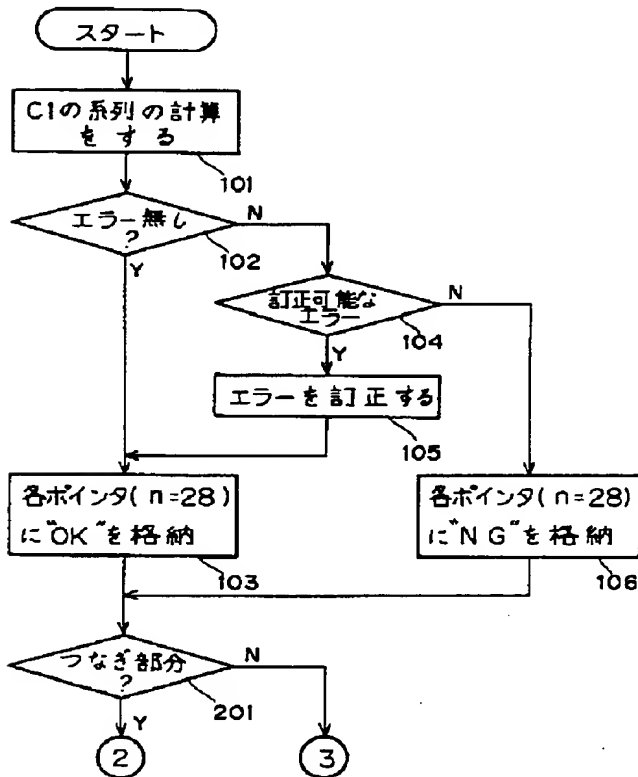 スタート
C1の系列の計算
をする
101
エラー無し
?
N
102
Y
訂正可能な
エラー
N
104
Y
エラーを訂正する
105
各ポインタ(n=28)
に"OK"を格納
103
各ポインタ(n=28)
に"NG"を格納
106
つなぎ部分
?
N
201
Y
2
3